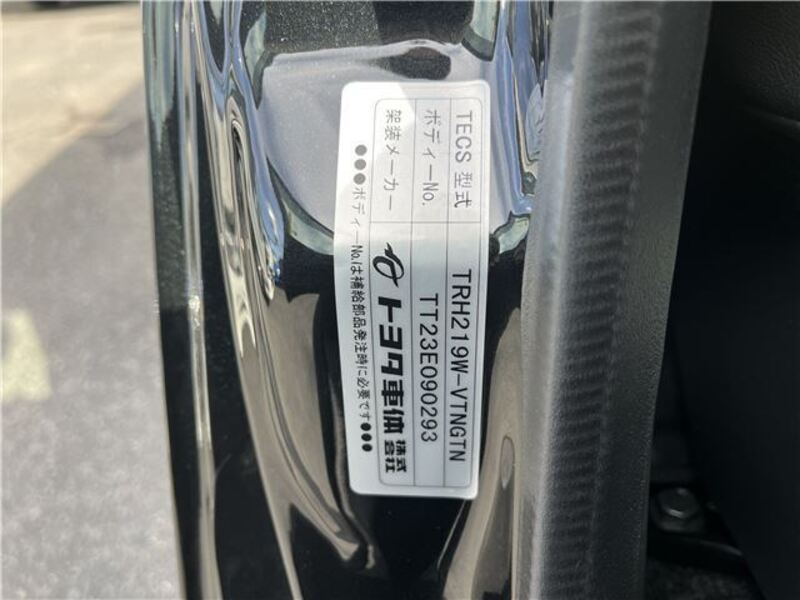 TECS 型式 TRH219W-VTNGTN
ボディーNo. TT23E090293
架装メーカー トヨタ車体 株式会社
●●●ボディーNo.は補給部品発注時に必要です●●●